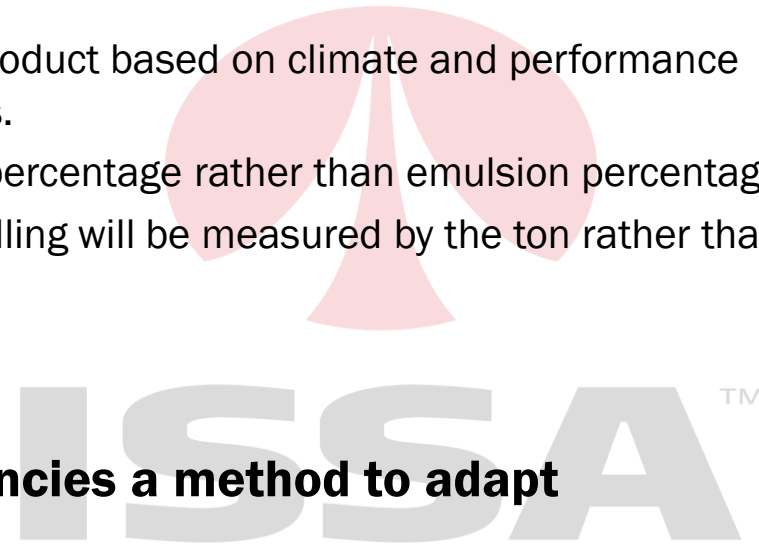 oduct based on climate and performance
s.
percentage rather than emulsion percentag
lling will be measured by the ton rather tha
ISSA™
ncies a method to adapt